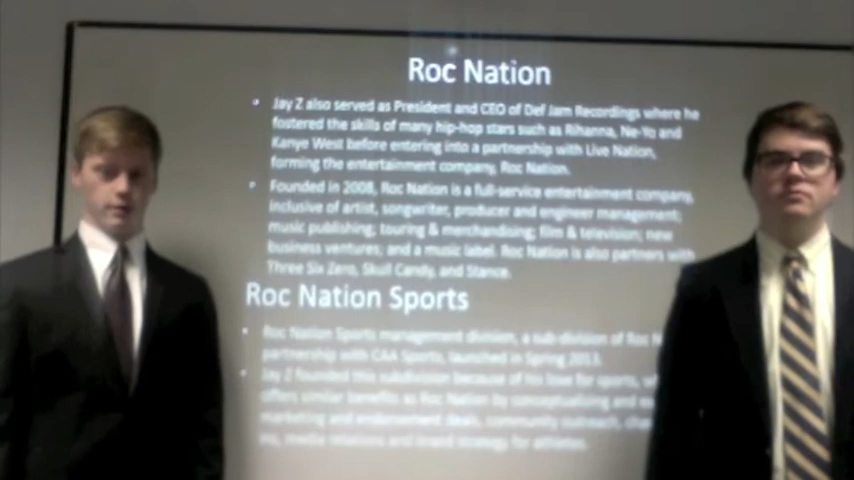 Roc Nation
• Jay Z also served as President and CEO of Def Jam Recordings where he
fostered the skills of many hip-hop stars such as Rihanna, Ne-Yo and
Kanye West before entering into a partnership with Live Nation,
forming the entertainment company, Roc Nation.
• Founded in 2008, Roc Nation is a full-service entertainment company,
inclusive of artist, songwriter, producer and engineer management;
music publishing; touring & merchandising; film & television; new
business ventures; and a music label. Roc Nation is also partners with
Three Six Zero, Skull Candy, and Stance.
Roc Nation Sports
• Roc Nation Sports management division, a sub-division of Roc N
partnership with CAA Sports, launched in Spring 2013.
• Jay Z founded this subdivision because of his love for sports,
offers similar benefits as Roc Nation by conceptualizing and
marketing and endorsement deals, community outreach,
media relations and brand strategy for athletes.